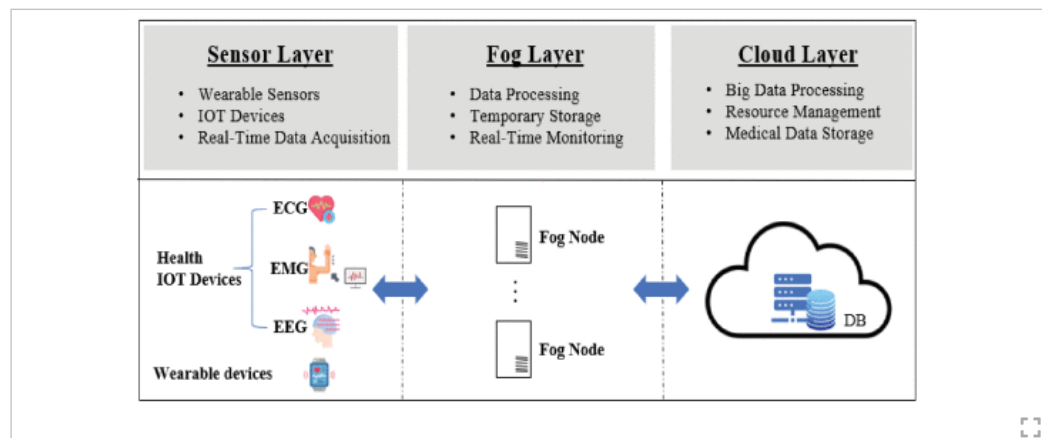 Sensor Layer
• Wearable Sensors
• IOT Devices
• Real-Time Data Acquisition
Fog Layer
• Data Processing
• Temporary Storage
• Real-Time Monitoring
Cloud Layer
• Big Data Processing
• Resource Management
• Medical Data Storage
Health
IOT Devices
ECG
EMG
EEG
Wearable devices
Fog Node
Fog Node
DB